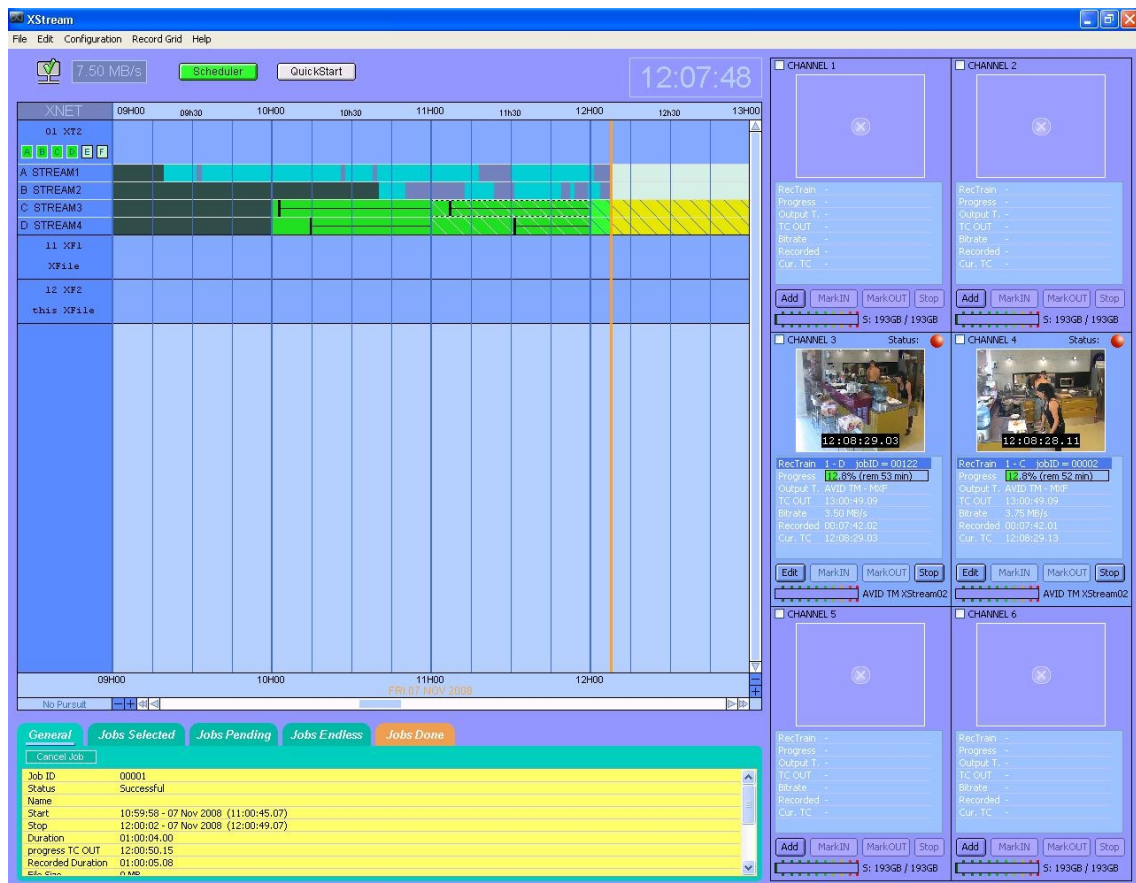 XStream
File Edit Configuration Record Grid Help
7.50 MB/s Scheduler QuickStart 12:07:48
XNET 09H00 09h30 10H00 10h30 11H00 11h30 12H00 12h30 13H00
01 XT2
A B C D E F
A STREAM1
B STREAM2
C STREAM3
D STREAM4
11 XF1
XFile
12 XF2
this XFile
09H00 10H00 11H00 12H00
FRI 07 NOV 2008
No Pursuit
General Jobs Selected Jobs Pending Jobs Endless Jobs Done
Cancel Job
Job ID 00001
Status Successful
Name
Start 10:59:58 - 07 Nov 2008 (11:00:45.07)
Stop 12:00:02 - 07 Nov 2008 (12:00:49.07)
Duration 01:00:04.00
progress TC OUT 12:00:50.15
Recorded Duration 01:00:05.08
File Size 0 MB
CHANNEL 1
RecTrain -
Progress -
Output T. -
TC OUT -
Bitrate -
Recorded -
Cur. TC -
Add MarkIN MarkOUT Stop
S: 193GB / 193GB
CHANNEL 2
RecTrain -
Progress -
Output T. -
TC OUT -
Bitrate -
Recorded -
Cur. TC -
Add MarkIN MarkOUT Stop
S: 193GB / 193GB
CHANNEL 3 Status:
12:08:29.03
RecTrain 1 - D jobID = 00122
Progress 12.8% (rem 53 min)
Output T. AVID TM - MXF
TC OUT 13:00:49.09
Bitrate 3.50 MB/s
Recorded 00:07:42.02
Cur. TC 12:08:29.03
Edit MarkIN MarkOUT Stop
AVID TM XStream02
CHANNEL 4 Status:
12:08:28.11
RecTrain 1 - C jobID = 00002
Progress 12.8% (rem 52 min)
Output T. AVID TM - MXF
TC OUT 13:00:49.09
Bitrate 3.75 MB/s
Recorded 00:07:42.01
Cur. TC 12:08:29.13
Edit MarkIN MarkOUT Stop
AVID TM XStream02
CHANNEL 5
RecTrain -
Progress -
Output T. -
TC OUT -
Bitrate -
Recorded -
Cur. TC -
Add MarkIN MarkOUT Stop
S: 193GB / 193GB
CHANNEL 6
RecTrain -
Progress -
Output T. -
TC OUT -
Bitrate -
Recorded -
Cur. TC -
Add MarkIN MarkOUT Stop
S: 193GB / 193GB